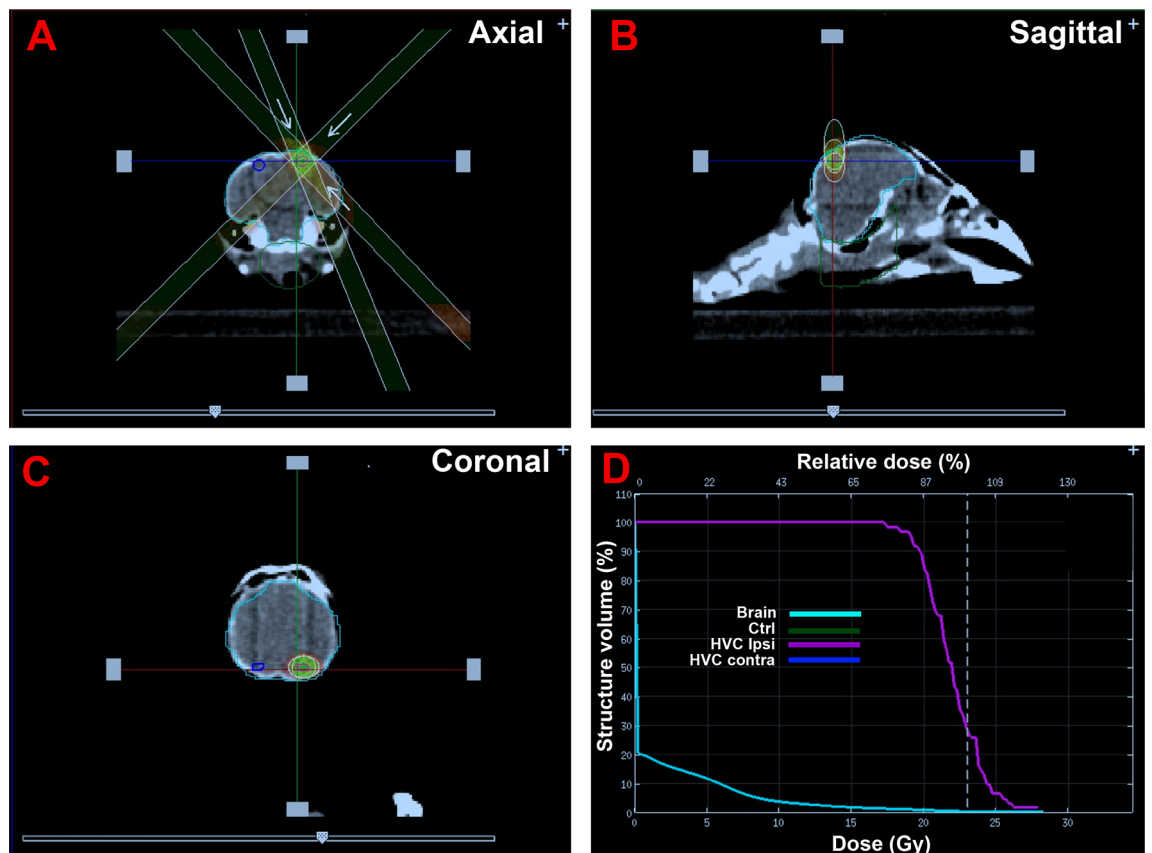 A
Axial
+
B
Sagittal
+
C
Coronal
+
D
Relative dose (%)
+
0 22 43 65 87 109 130
110
100
90
80
70
60
50
40
30
20
10
0
Structure volume (%)
Brain
Ctrl
HVC Ipsi
HVC contra
0 5 10 15 20 25 30
Dose (Gy)